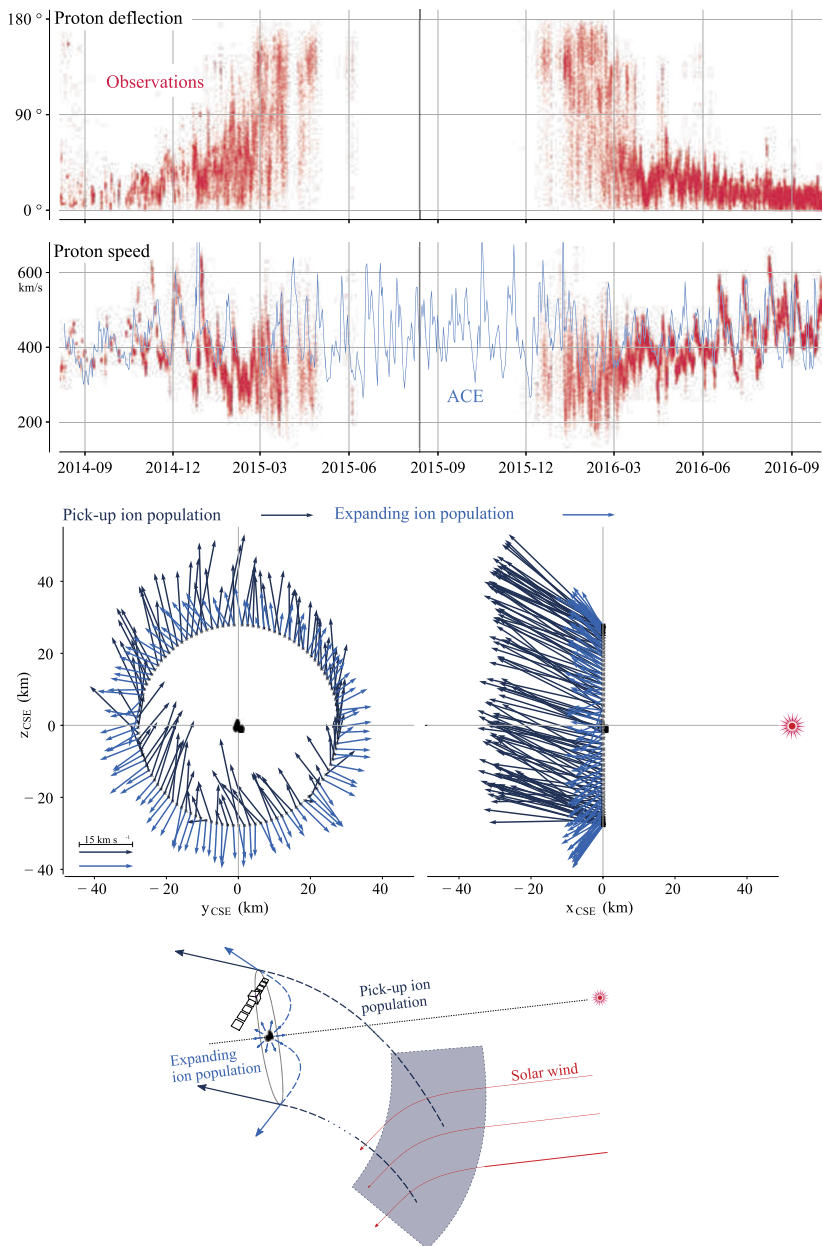 180 °
Proton deflection
Observations
90 °
0 °
2014-09 2014-12 2015-03 2015-06 2015-09 2015-12 2016-03 2016-06 2016-09
Proton speed
600
km/s
400
ACE
200
Pick-up ion population
Expanding ion population
40
20
0
− 20
− 40
z CSE (km)
15 km s -1
− 40 − 20 0 20 40
y CSE (km)
− 40 − 20 0 20 40
x CSE (km)
Pick-up ion
population
Expanding
ion population
Solar wind